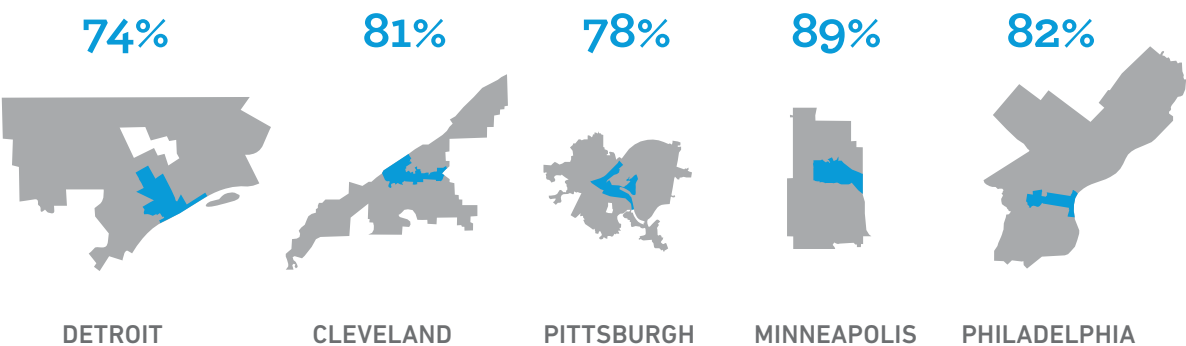 74% 81% 78% 89% 82%
DETROIT CLEVELAND PITTSBURGH MINNEAPOLIS PHILADELPHIA